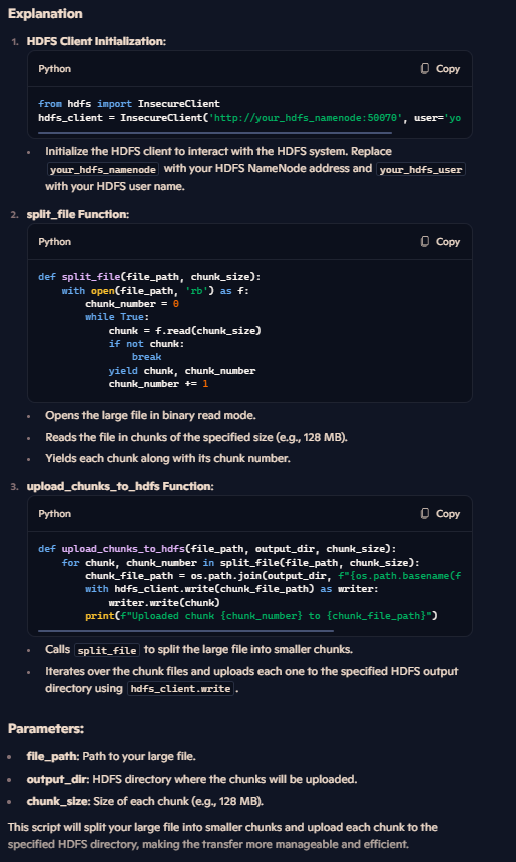 Explanation
1. HDFS Client Initialization:
Python
Copy
from hdfs import InsecureClient
hdfs_client = InsecureClient('http://your_hdfs_namenode:50070', user='yo
• Initialize the HDFS client to interact with the HDFS system. Replace
your_hdfs_namenode with your HDFS NameNode address and your_hdfs_user
with your HDFS user name.
2. split_file Function:
Python
Copy
def split_file(file_path, chunk_size):
    with open(file_path, 'rb') as f:
        chunk_number = 0
        while True:
            chunk = f.read(chunk_size)
            if not chunk:
                break
            yield chunk, chunk_number
            chunk_number += 1
• Opens the large file in binary read mode.
• Reads the file in chunks of the specified size (e.g., 128 MB).
• Yields each chunk along with its chunk number.
3. upload_chunks_to_hdfs Function:
Python
Copy
def upload_chunks_to_hdfs(file_path, output_dir, chunk_size):
    for chunk, chunk_number in split_file(file_path, chunk_size):
        chunk_file_path = os.path.join(output_dir, f"{os.path.basename(f
        with hdfs_client.write(chunk_file_path) as writer:
            writer.write(chunk)
        print(f"Uploaded chunk {chunk_number} to {chunk_file_path}")
• Calls split_file to split the large file into smaller chunks.
• Iterates over the chunk files and uploads each one to the specified HDFS output
directory using hdfs_client.write.
Parameters:
• file_path: Path to your large file.
• output_dir: HDFS directory where the chunks will be uploaded.
• chunk_size: Size of each chunk (e.g., 128 MB).
This script will split your large file into smaller chunks and upload each chunk to the
specified HDFS directory, making the transfer more manageable and efficient.